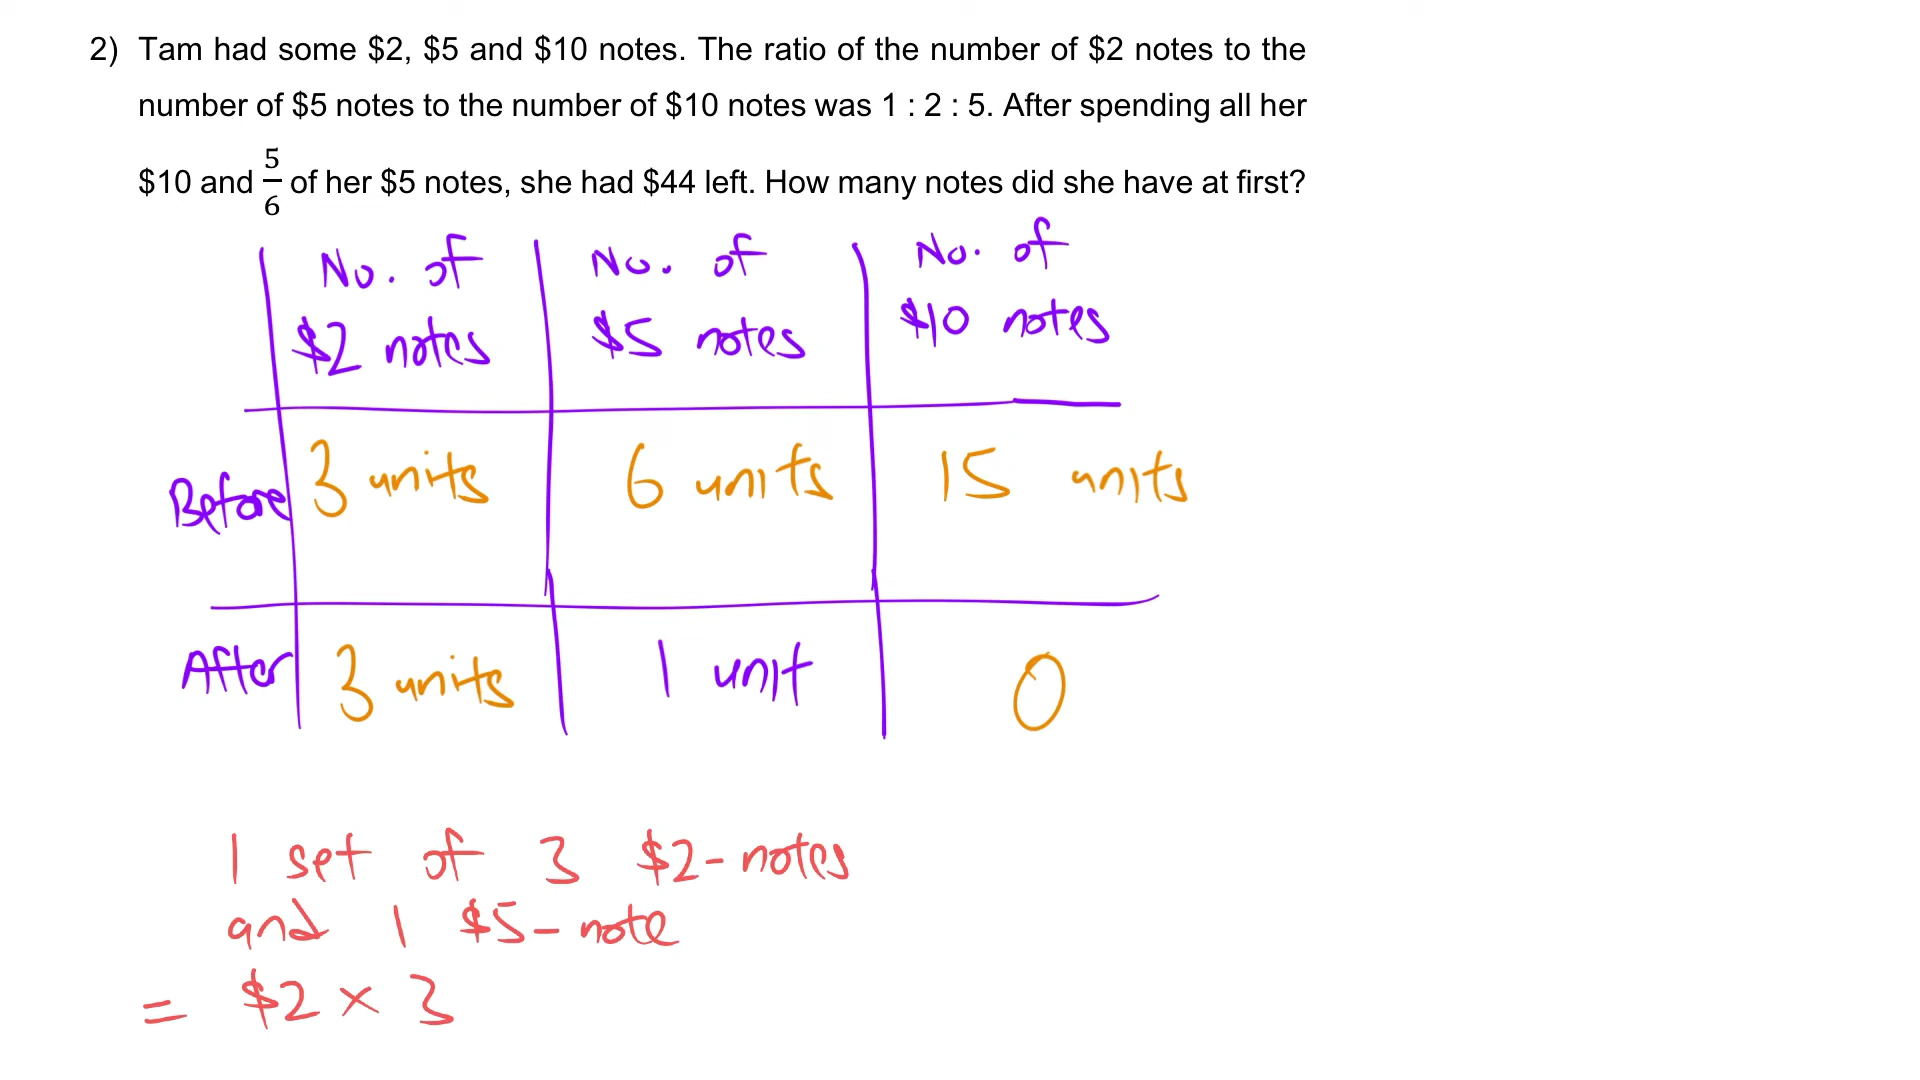 2) Tam had some $2, $5 and $10 notes. The ratio of the number of $2 notes to the
number of $5 notes to the number of $10 notes was 1 : 2 : 5. After spending all her
$10 and 5/6 of her $5 notes, she had $44 left. How many notes did she have at first?
No. of No. of No. of
$2 notes $5 notes $10 notes
Before 3 units 6 units 15 units
After 3 units 1 unit 0
1 set of 3 $2-notes
and 1 $5-note
= $2 × 3